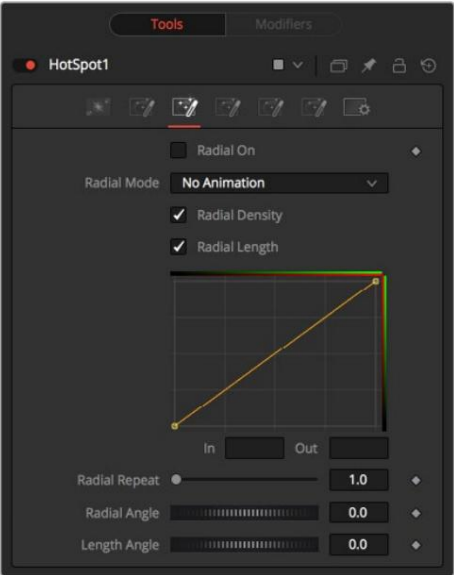 Tools Modifiers
HotSpot1
Radial On
Radial Mode No Animation
Radial Density
Radial Length
In Out
Radial Repeat 1.0
Radial Angle 0.0
Length Angle 0.0